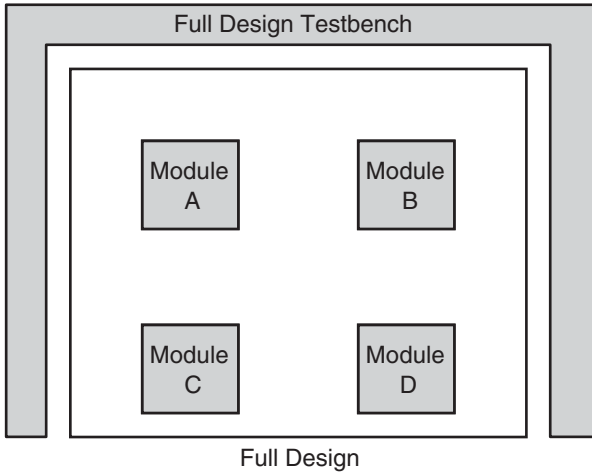 Full Design Testbench
Module
A
Module
B
Module
C
Module
D
Full Design